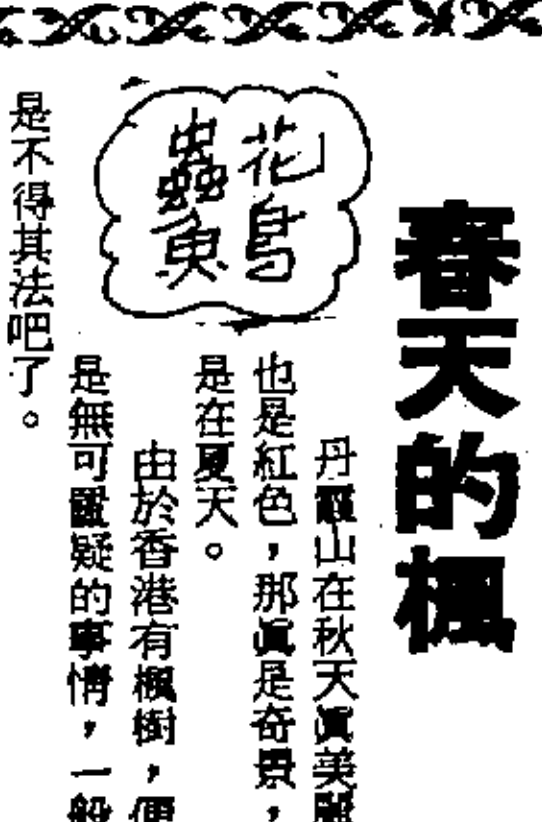 春天的楓
花鳥
蟲魚
丹霞山在秋天真美麗
也是紅色，那真是奇景，
是在夏天。
由於香港有楓樹，便
是無可置疑的事情，一般
是不得其法吧了。